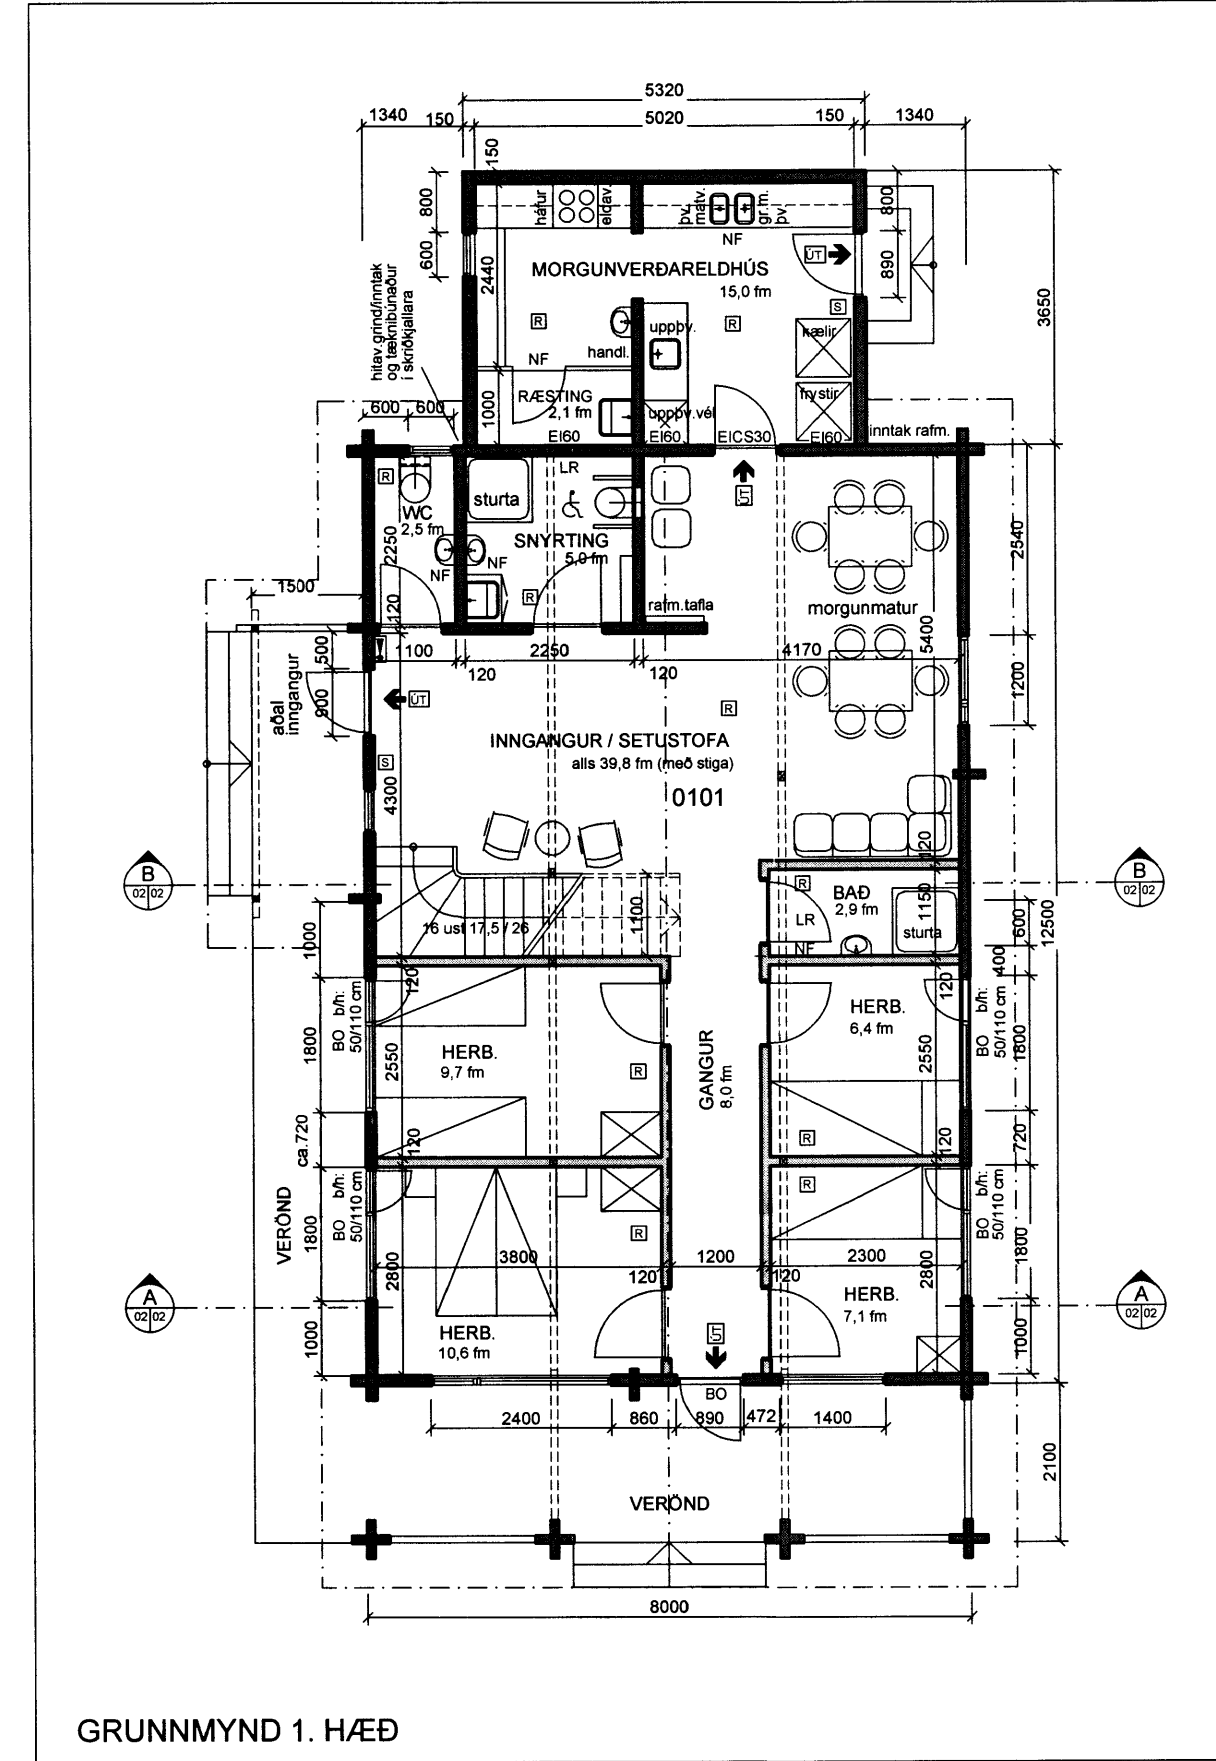 5320
1340
150
5020
150
1340
150
800
600
2440
háfur
eldav.
þv.
matv.
gr.m.
þv
NF
ÚT
800
890
MORGUNVERÐARELDHÚS
15,0 fm
3650
R
handl.
uppþv.
R
S
kælir
NF
hitav.grind/inntak
og tæknibúnaður
í skriðkjallara
1000
RÆSTING
2,1 fm
uppþv.vél
frystir
600
600
EI60
EI60
EICS30
EI60
inntak rafm.
R
WC
2,5 fm
sturta
LR
ÚT
SNYRTING
5,0 fm
2250
NF
NF
2540
1500
120
R
rafm.tafla
morgunmatur
5400
500
1100
2250
4170
120
120
1200
aðal
inngangur
900
ÚT
R
INNGANGUR / SETUSTOFA
alls 39,8 fm (með stiga)
S
4300
0101
120
B
02 02
B
02 02
R
BAÐ
2,9 fm
1150
LR
sturta
NF
16 ust 17,5 / 26
1100
1000
600
400
12500
120
120
BO b/h:
50/110 cm
HERB.
9,7 fm
HERB.
6,4 fm
BO b/h:
50/110 cm
1800
2550
R
GANGUR
8,0 fm
2550
1800
ca.720
120
R
120
720
VERÖND
BO b/h:
50/110 cm
R
R
BO b/h:
50/110 cm
1800
2800
3800
1200
2300
2800
1800
120
120
A
02 02
A
02 02
HERB.
10,6 fm
HERB.
7,1 fm
1000
ÚT
1000
BO
2400
860
890
472
1400
2100
VERÖND
8000
GRUNNMYND 1. HÆÐ